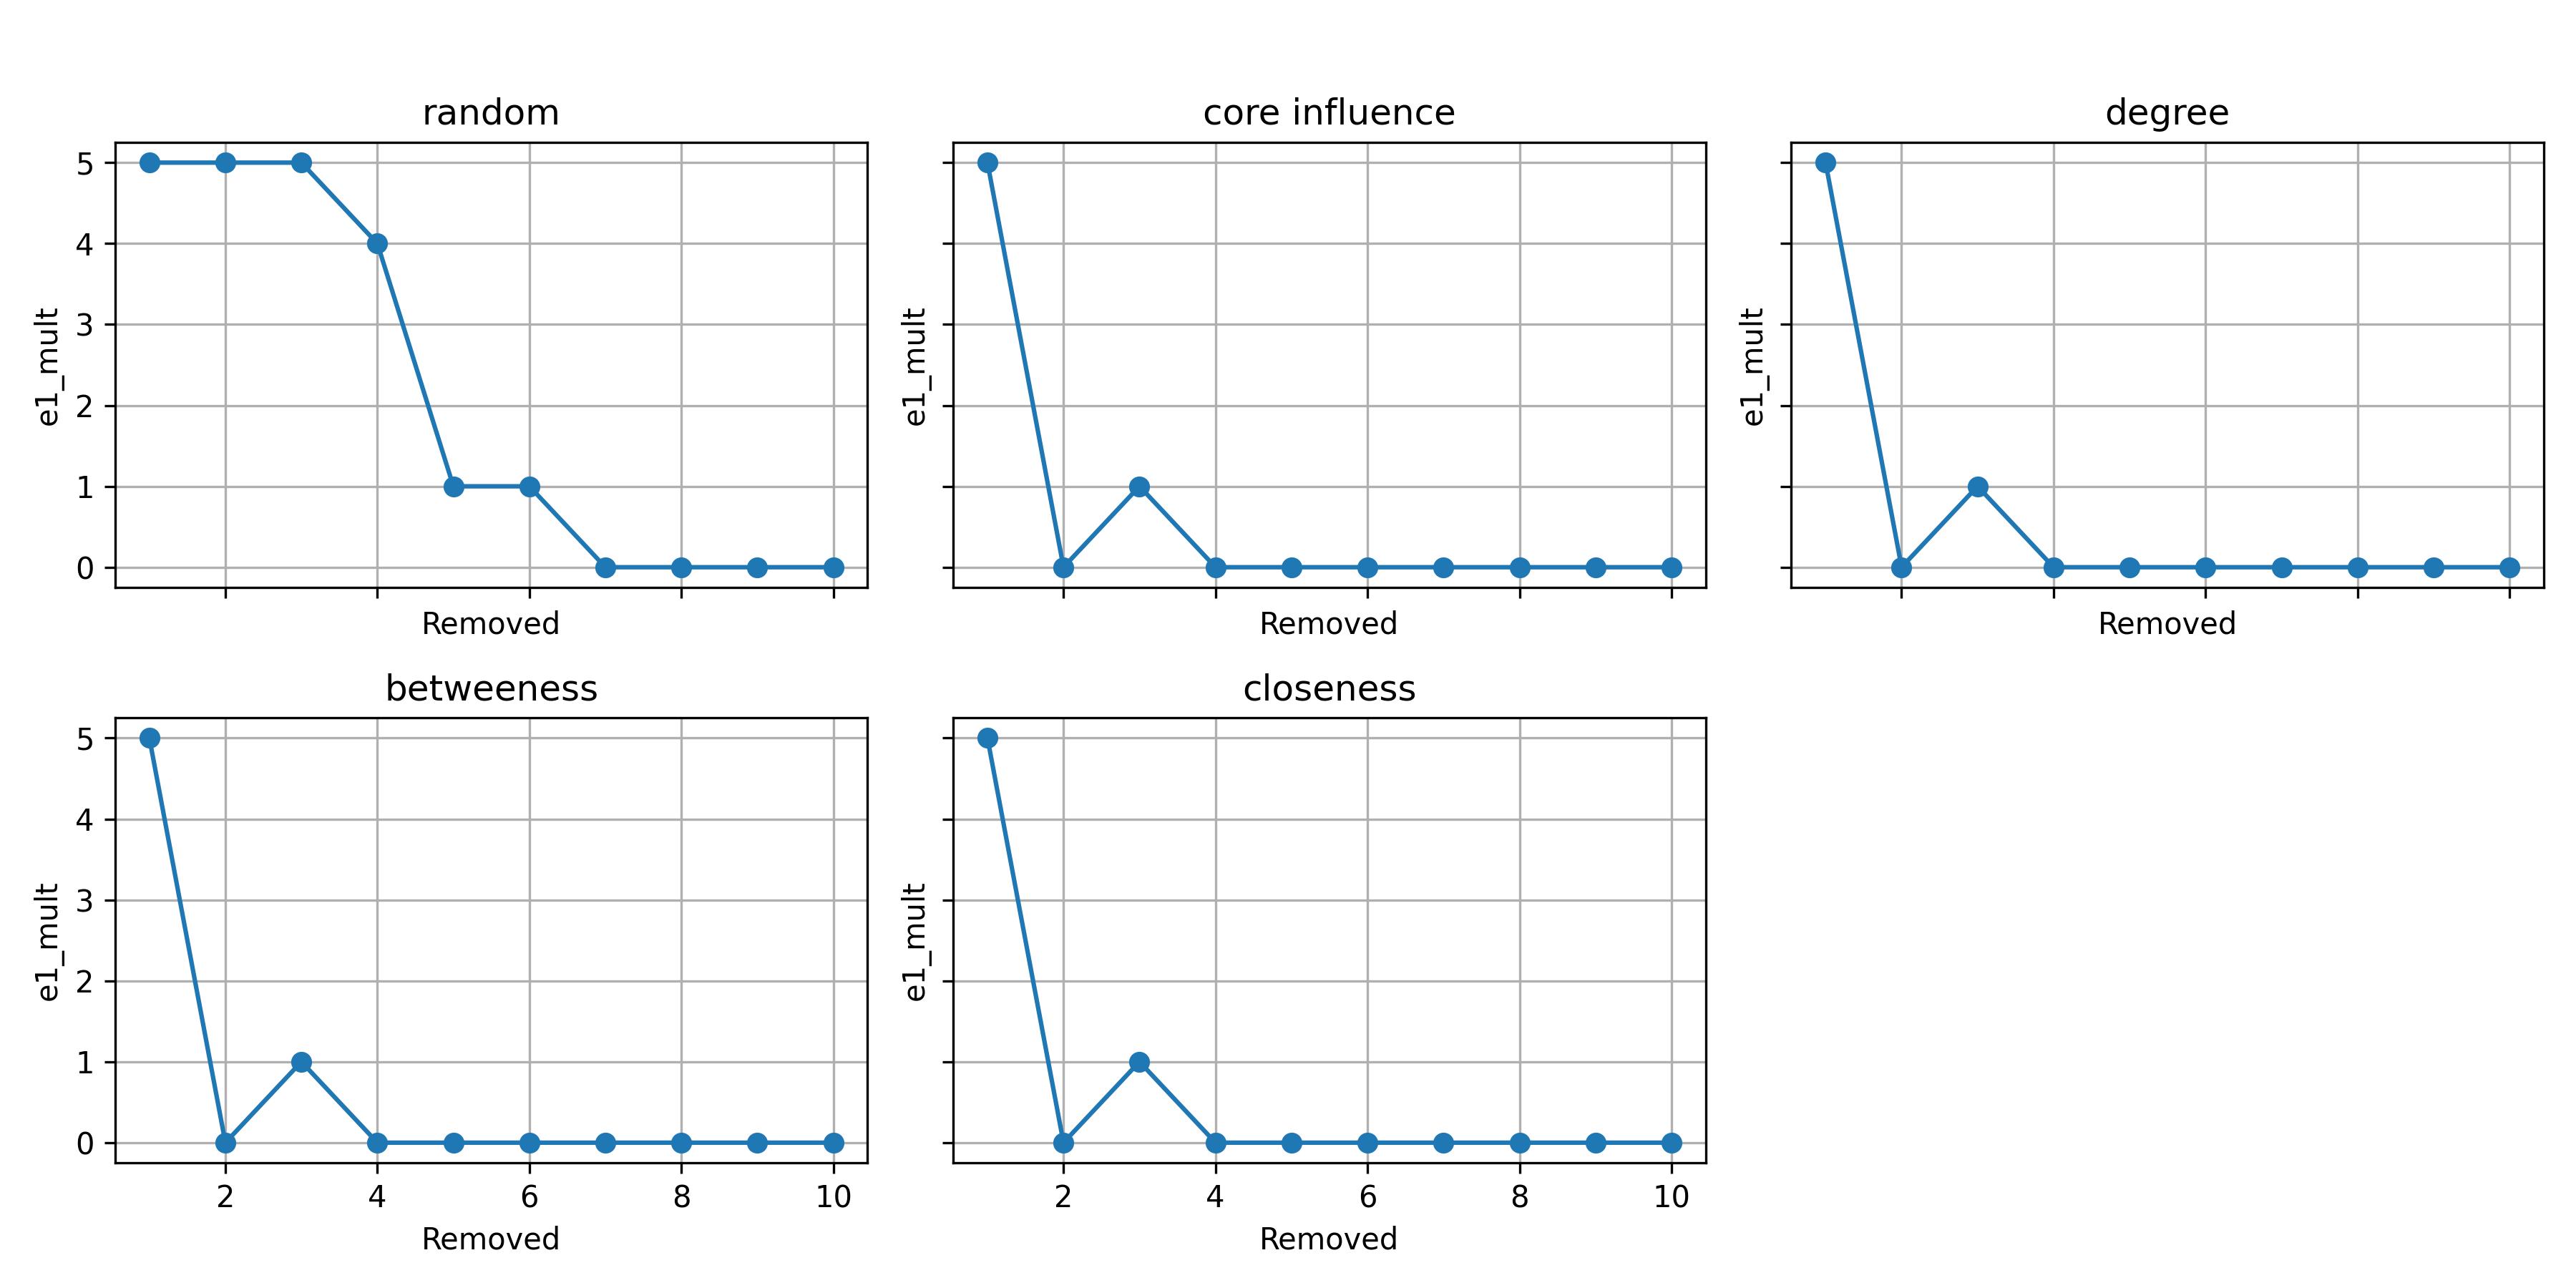 random
core influence
degree
5
4
3
2
1
0
e1_mult
e1_mult
e1_mult
Removed
Removed
Removed
betweeness
closeness
5
4
3
2
1
0
e1_mult
e1_mult
2 4 6 8 10
2 4 6 8 10
Removed
Removed